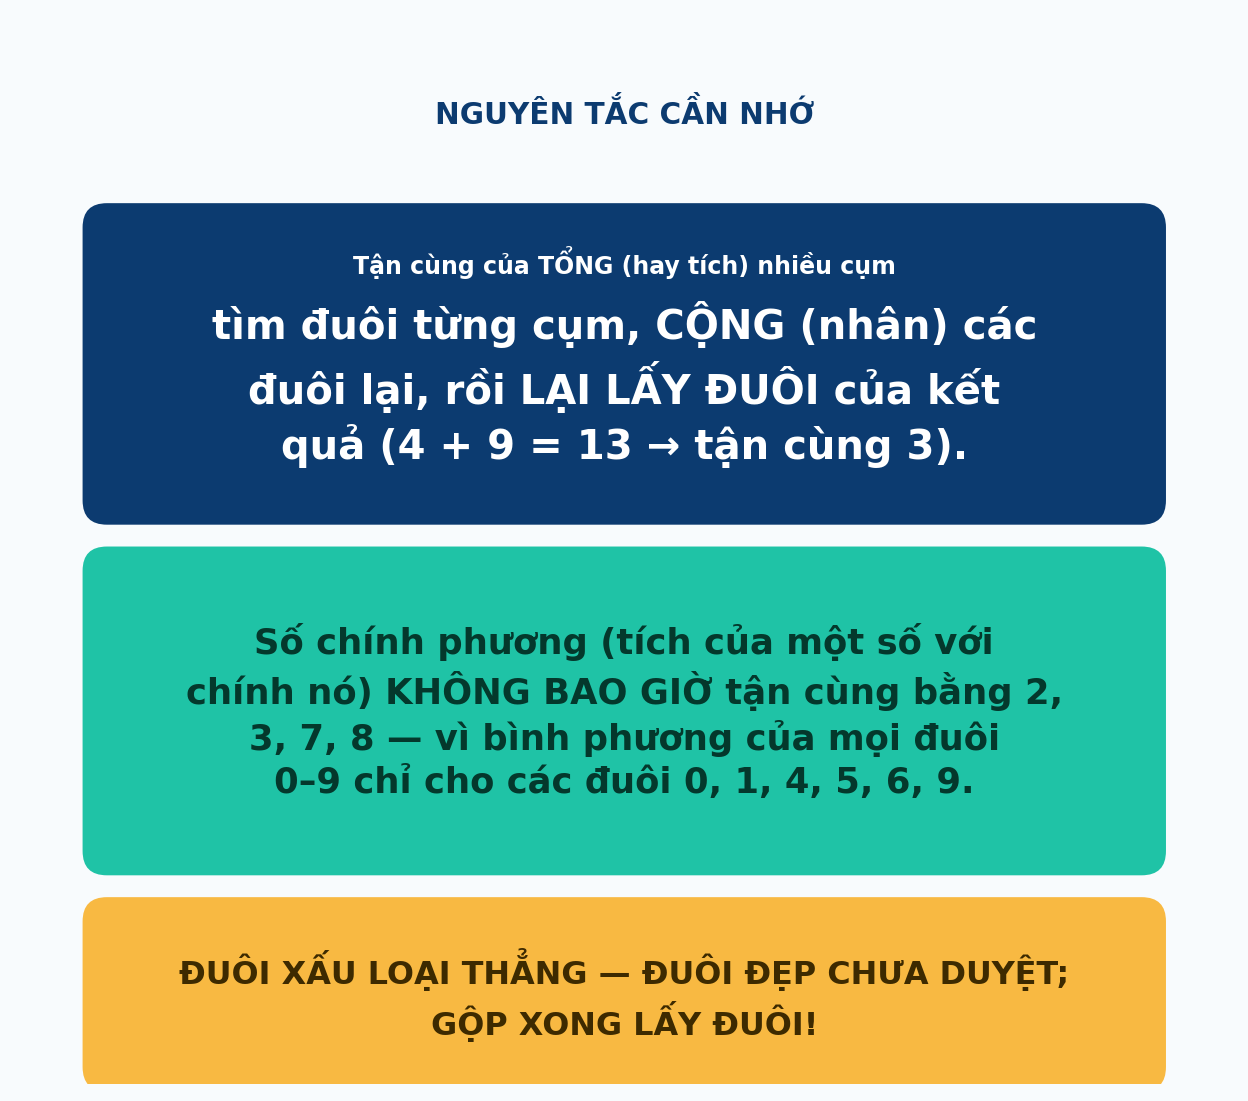 NGUYÊN TẮC CẦN NHỚ
Tận cùng của TỔNG (hay tích) nhiều cụm
tìm đuôi từng cụm, CỘNG (nhân) các
đuôi lại, rồi LẠI LẤY ĐUÔI của kết
quả (4 + 9 = 13 → tận cùng 3).
Số chính phương (tích của một số với
chính nó) KHÔNG BAO GIỜ tận cùng bằng 2,
3, 7, 8 — vì bình phương của mọi đuôi
0–9 chỉ cho các đuôi 0, 1, 4, 5, 6, 9.
ĐUÔI XẤU LOẠI THẲNG — ĐUÔI ĐẸP CHƯA DUYỆT;
GỘP XONG LẤY ĐUÔI!